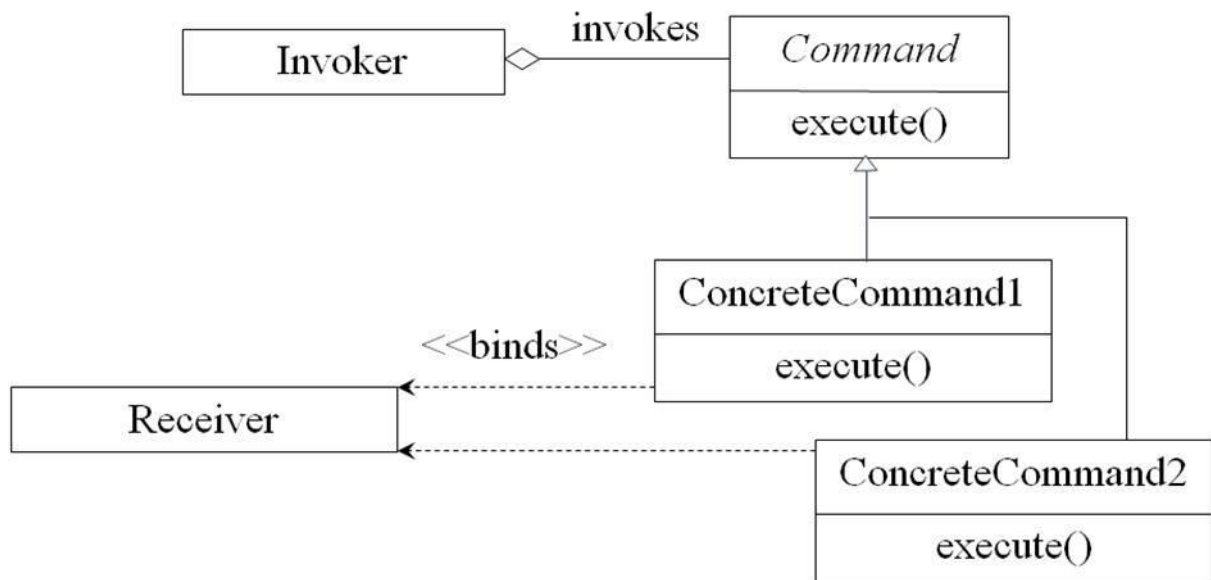 invokes
Invoker
Command
execute()
ConcreteCommand1
<<binds>>
execute()
Receiver
ConcreteCommand2
execute()